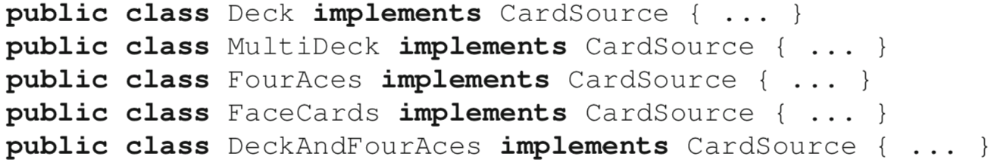 public class Deck implements CardSource { ... }
public class MultiDeck implements CardSource { ... }
public class FourAces implements CardSource { ... }
public class FaceCards implements CardSource { ... }
public class DeckAndFourAces implements CardSource { ... }